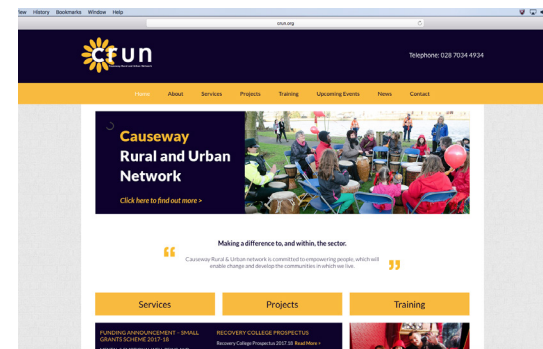 View History Bookmarks Window Help
crun.org
crun
Telephone: 028 7034 4934
Home About Services Projects Training Upcoming Events News Contact
Causeway
Rural and Urban
Network
Click here to find out more >
Making a difference to, and within, the sector.
“ Causeway Rural & Urban network is committed to empowering people, which will
enable change and develop the communities in which we live. ”
Services Projects Training
FUNDING ANNOUNCEMENT - SMALL
GRANTS SCHEME 2017-18
RECOVERY COLLEGE PROSPECTUS
Recovery College Prospectus 2017.18 Read More >